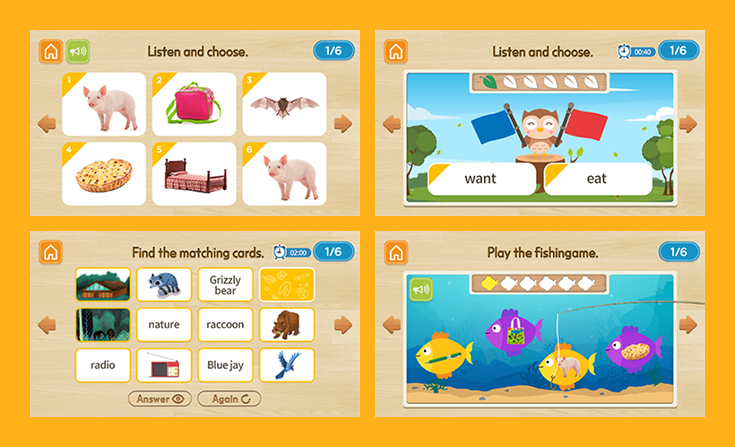 Listen and choose.
1/6
1
2
3
4
5
6
Listen and choose.
00:40
1/6
want
eat
Find the matching cards.
02:00
1/6
Grizzly
bear
nature
raccoon
radio
Blue jay
Answer
Again
Play the fishingame.
1/6